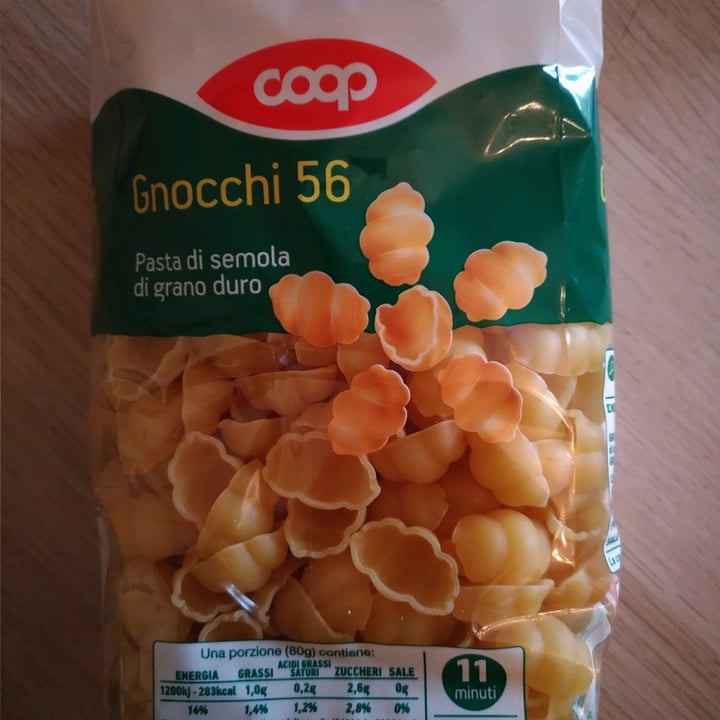 coop
Gnocchi 56
Pasta di semola
di grano duro
Una porzione (80g) contiene:
ENERGIA GRASSI ACIDI GRASSI SATURI ZUCCHERI SALE
1200kj - 283kcal 1,0g 0,2g 2,6g 0g
14% 1,4% 1,2% 2,8% 0%
11
minuti